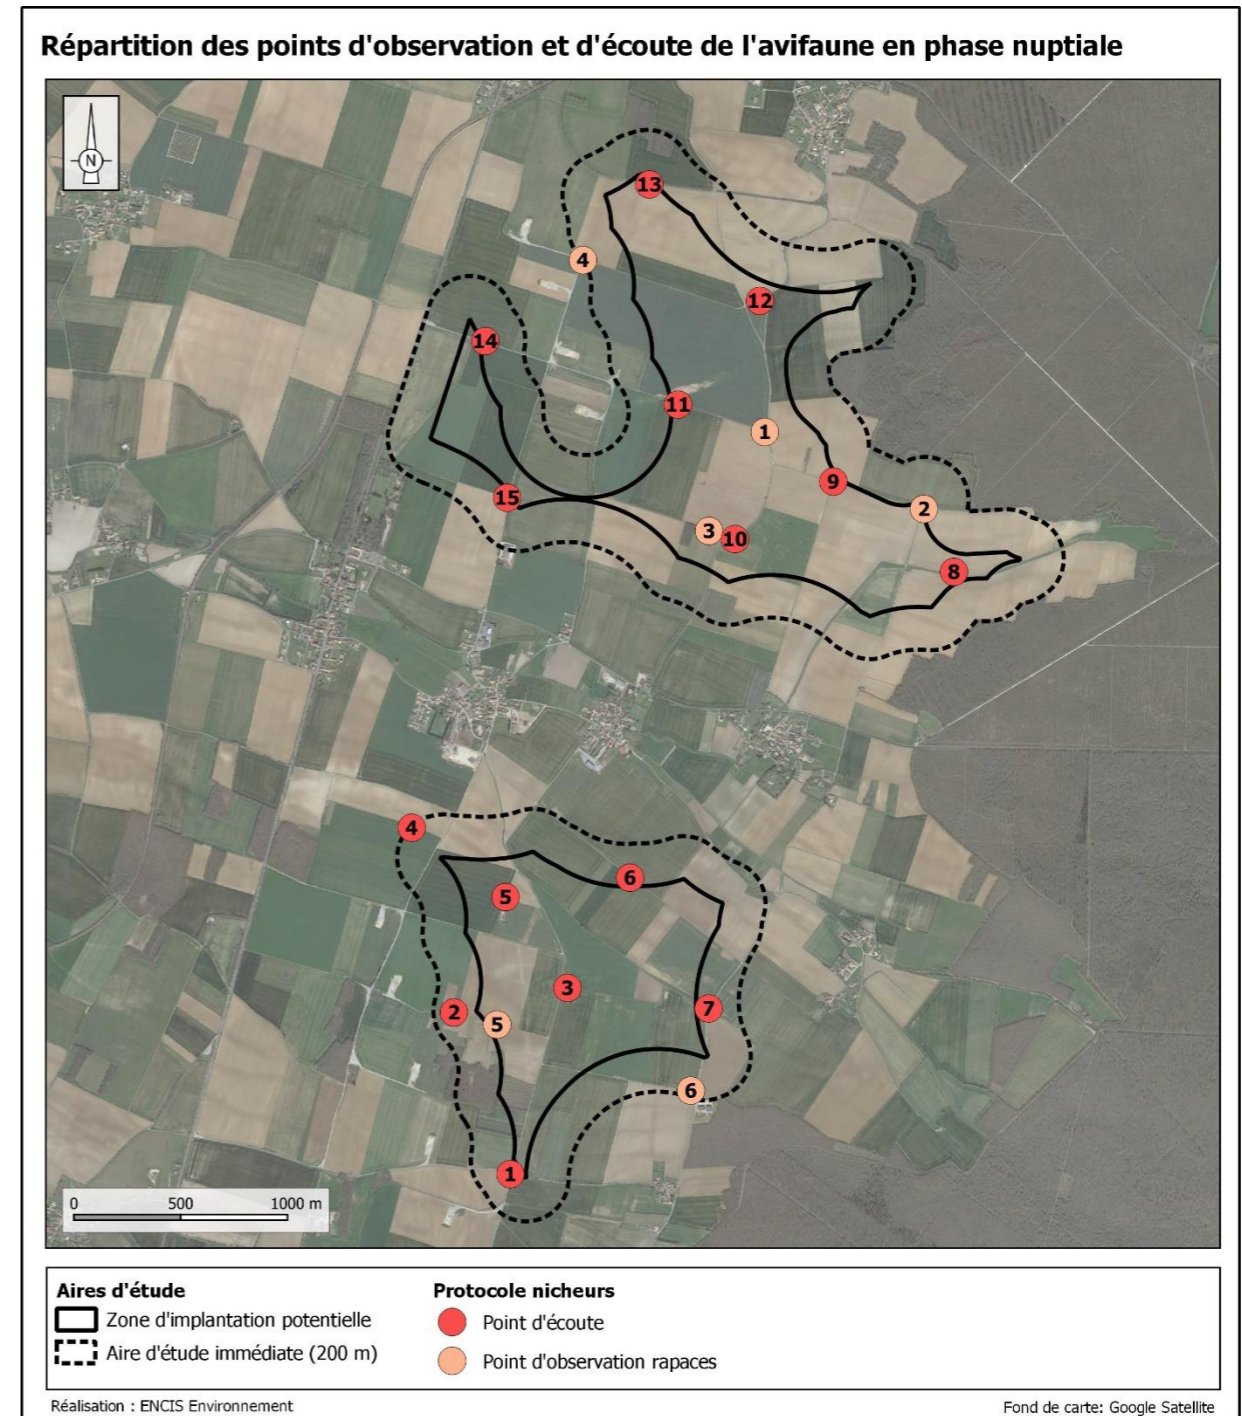 Répartition des points d'observation et d'écoute de l'avifaune en phase nuptiale
N
13
4
12
14
11
1
9
15
2
3
10
8
4
6
5
3
7
2
5
6
1
0 500 1000 m
Aires d'étude
Zone d'implantation potentielle
Aire d'étude immédiate (200 m)
Protocole nicheurs
Point d'écoute
Point d'observation rapaces
Réalisation : ENCIS Environnement
Fond de carte: Google Satellite